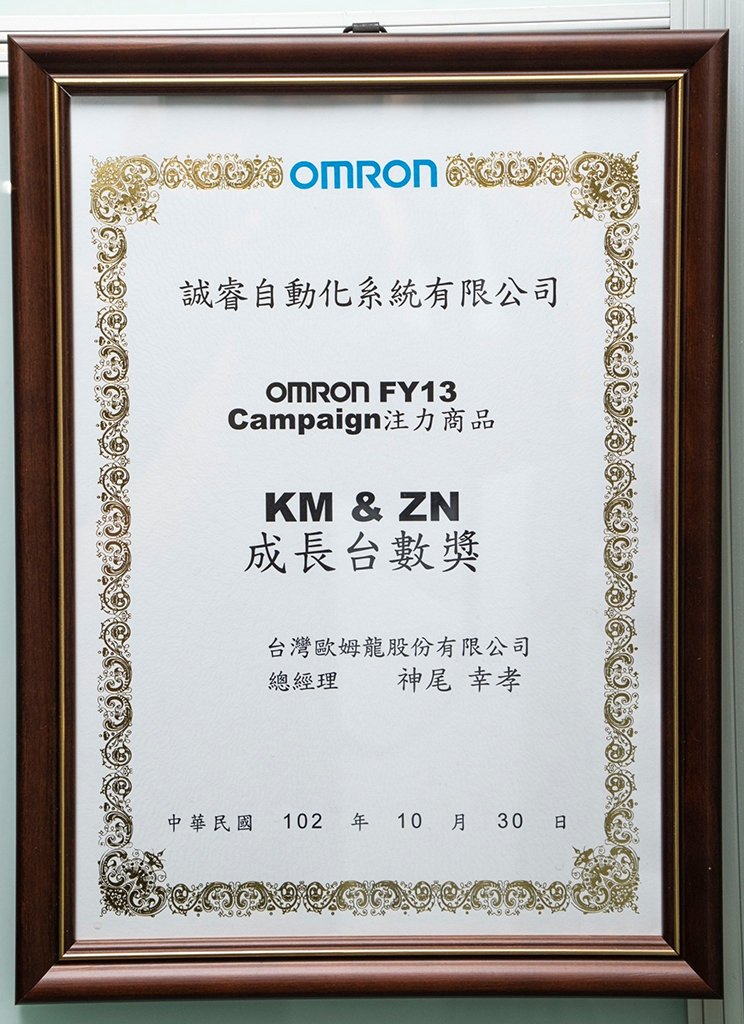 OMRON
誠睿自動化系統有限公司
OMRON FY13
Campaign注力商品
KM & ZN
成長台數獎
台灣歐姆龍股份有限公司
總經理 神尾 幸孝
中華民國 102 年 10 月 30 日